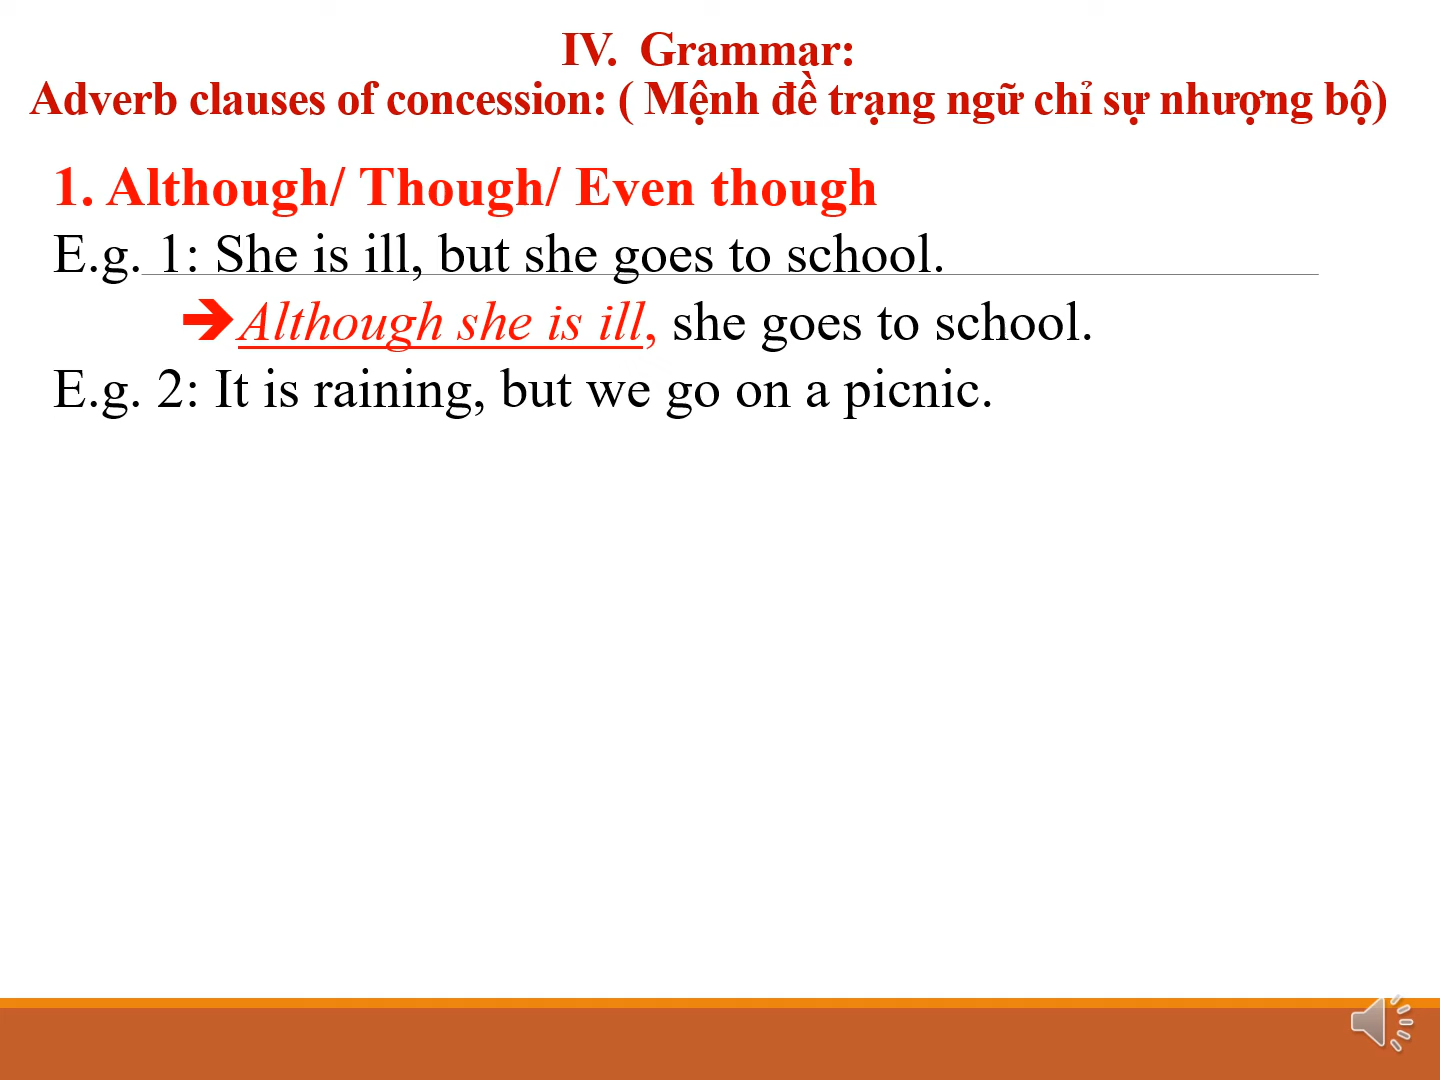 IV. Grammar:
Adverb clauses of concession: ( Mệnh đề trạng ngữ chỉ sự nhượng bộ)
1. Although/ Though/ Even though
E.g. 1: She is ill, but she goes to school.
➔Although she is ill, she goes to school.
E.g. 2: It is raining, but we go on a picnic.